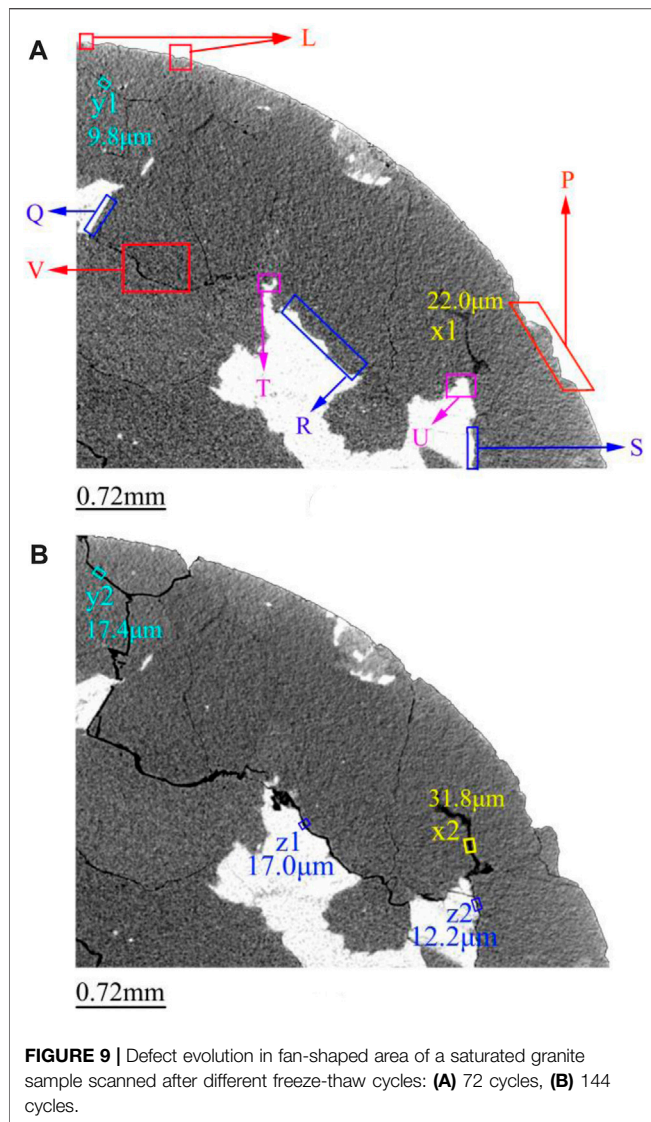 A
L
y1
9.8μm
P
Q
V
22.0μm
x1
T
R
U
S
0.72mm
B
y2
17.4μm
31.8μm
x2
z1
17.0μm
z2
12.2μm
0.72mm
FIGURE 9 | Defect evolution in fan-shaped area of a saturated granite
sample scanned after different freeze-thaw cycles: (A) 72 cycles, (B) 144
cycles.